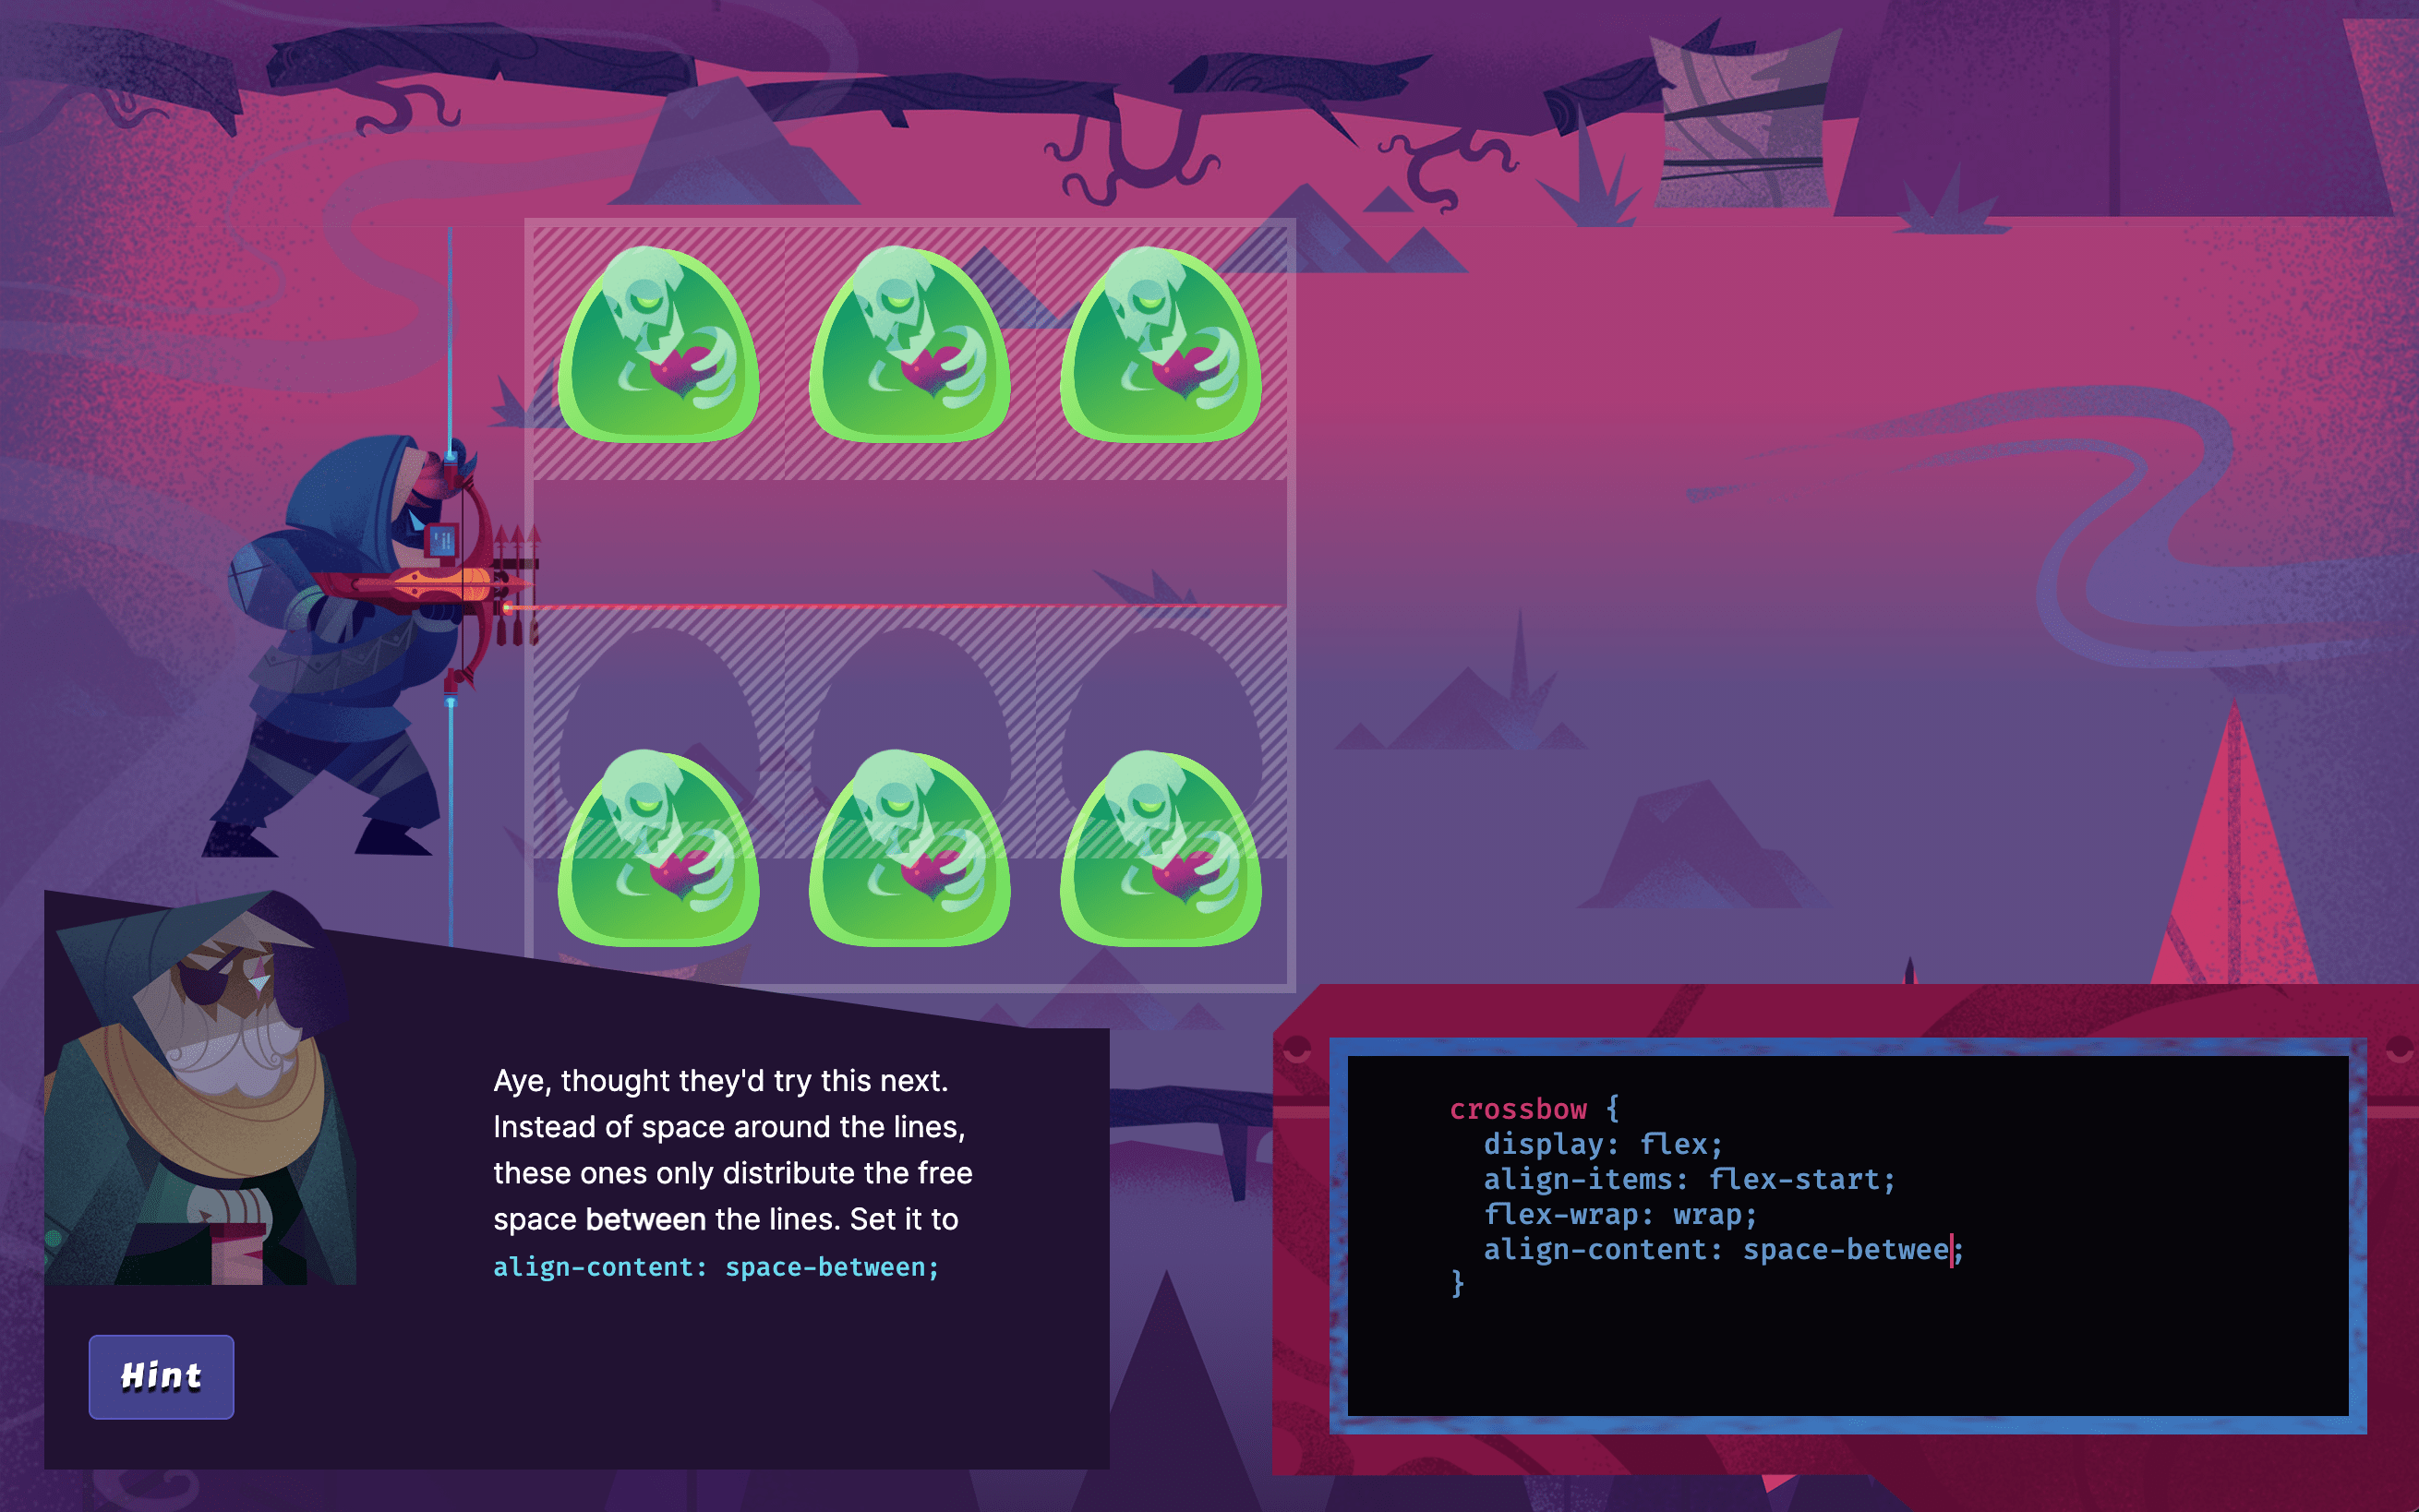 Aye, thought they'd try this next.
Instead of space around the lines,
these ones only distribute the free
space between the lines. Set it to
align-content: space-between;
Hint
crossbow {
  display: flex;
  align-items: flex-start;
  flex-wrap: wrap;
  align-content: space-betwee;
}